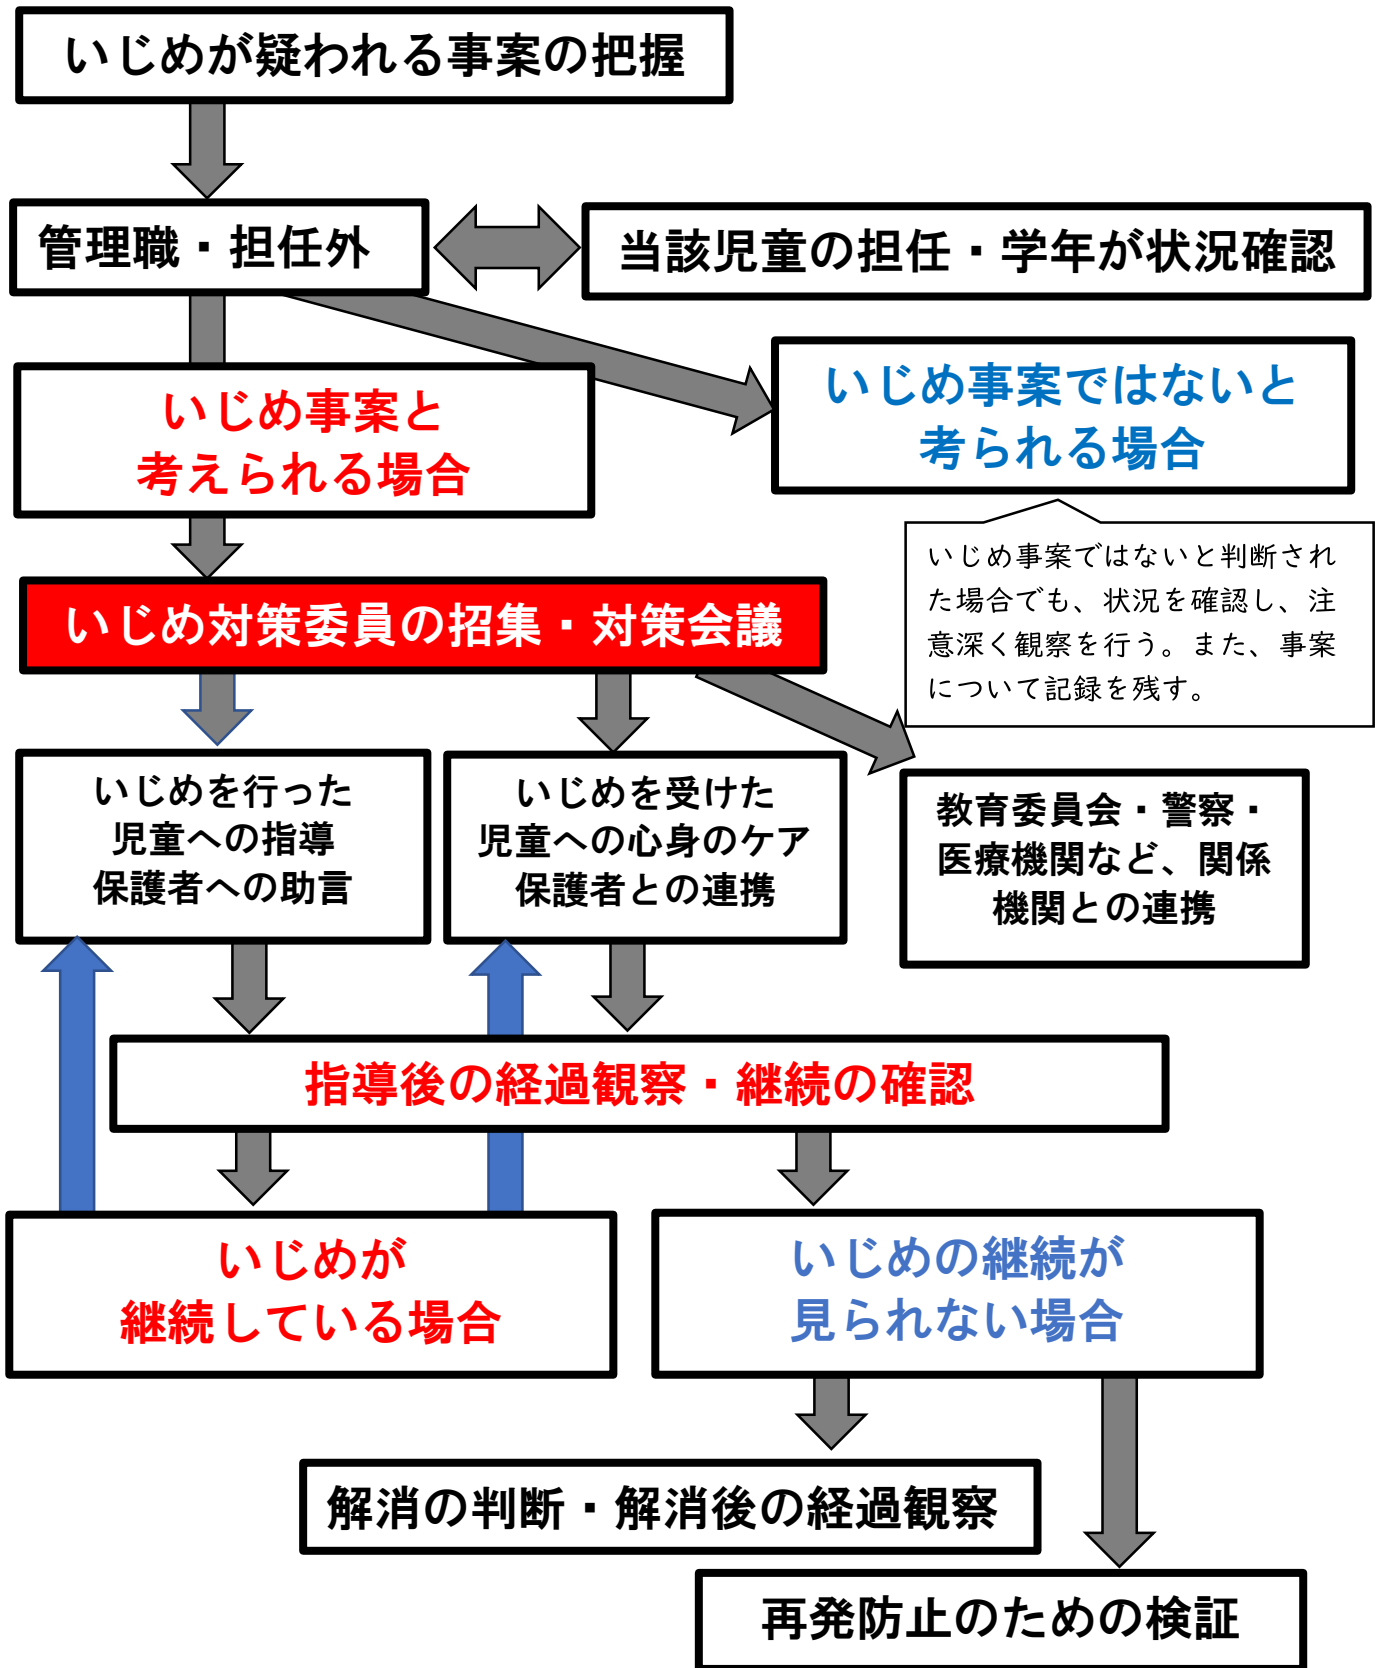 いじめが疑われる事案の把握
管理職・担任外
当該児童の担任・学年が状況確認
いじめ事案と
考えられる場合
いじめ事案ではないと
考られる場合
いじめ事案ではないと判断され
た場合でも、状況を確認し、注
意深く観察を行う。また、事案
について記録を残す。
いじめ対策委員の招集・対策会議
いじめを行った
児童への指導
保護者への助言
いじめを受けた
児童への心身のケア
保護者との連携
教育委員会・警察・
医療機関など、関係
機関との連携
指導後の経過観察・継続の確認
いじめが
継続している場合
いじめの継続が
見られない場合
解消の判断・解消後の経過観察
再発防止のための検証